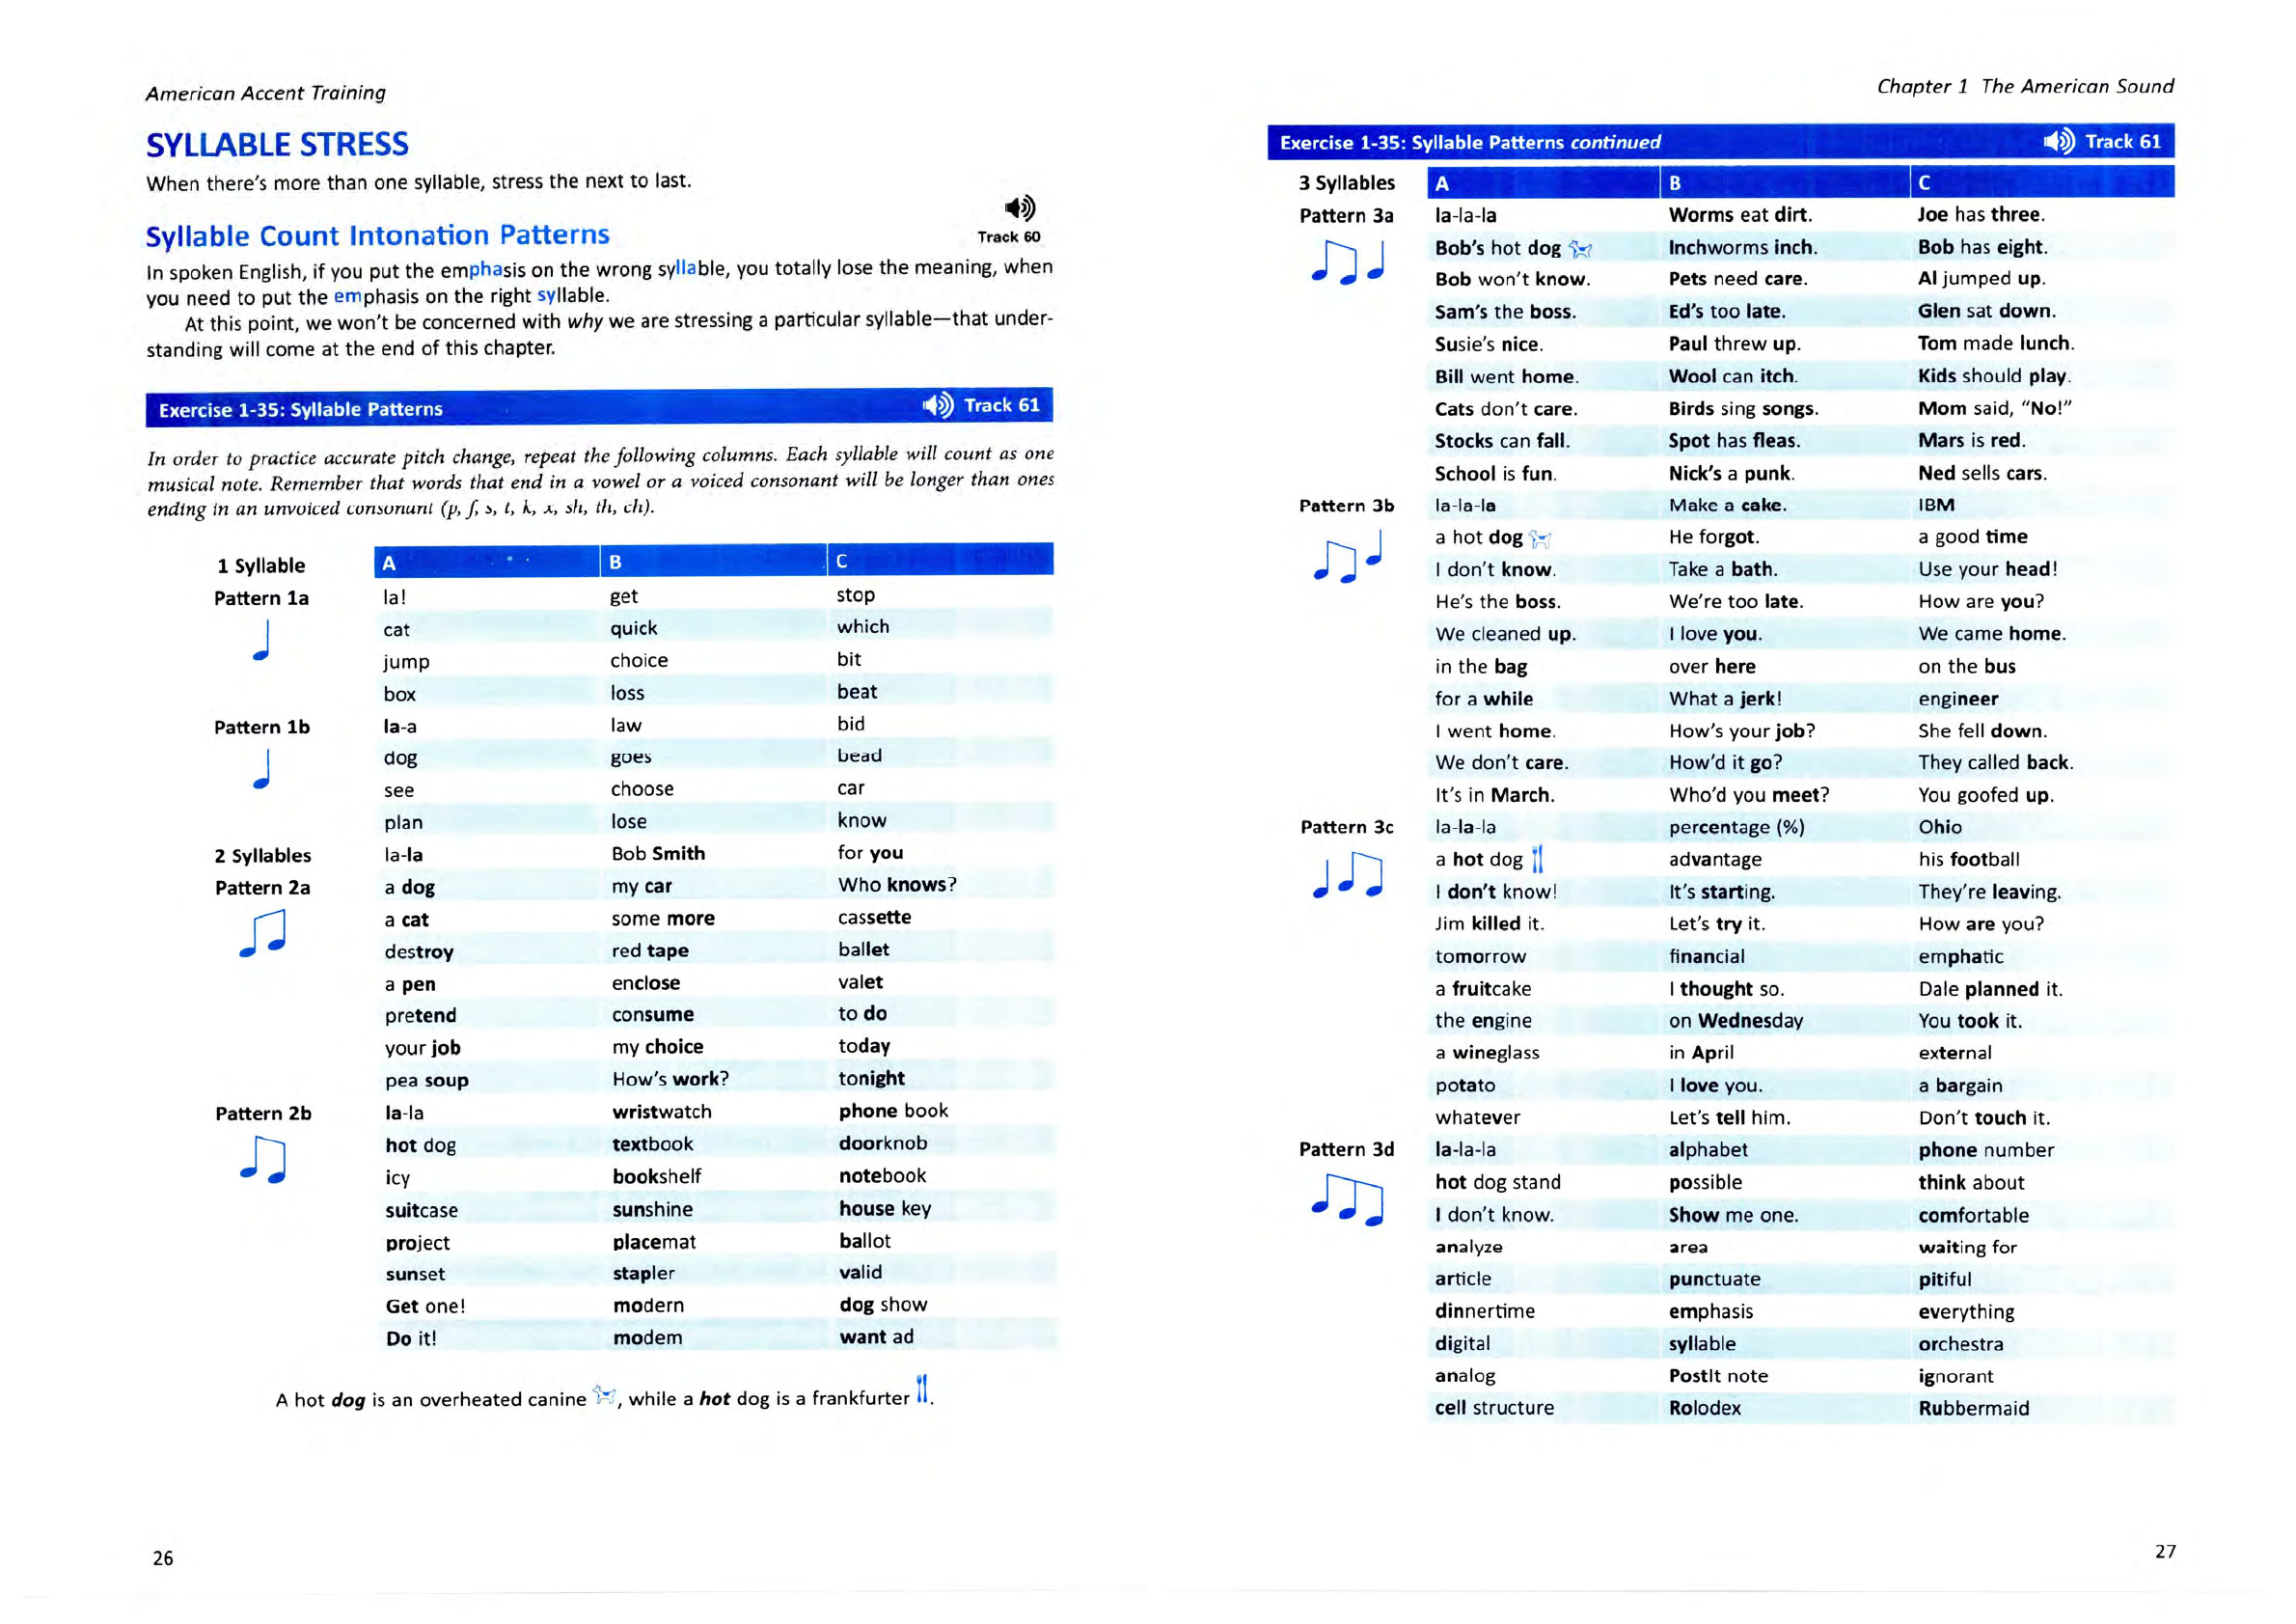 American Accent Training
SYLLABLE STRESS
When there's more than one syllable, stress the next to last.
Syllable Count Intonation Patterns
Track 60
In spoken English, if you put the emphasis on the wrong syllable, you totally lose the meaning, when
you need to put the emphasis on the right syllable.
At this point, we won't be concerned with why we are stressing a particular syllable—that under-
standing will come at the end of this chapter.
Exercise 1-35: Syllable Patterns Track 61
In order to practice accurate pitch change, repeat the following columns. Each syllable will count as one
musical note. Remember that words that end in a vowel or a voiced consonant will be longer than ones
ending in an unvoiced consonant (p, f, s, t, k, x, sh, th, ch).
1 Syllable A B C
Pattern 1a la! get stop
cat quick which
jump choice bit
box loss beat
Pattern 1b la-a law bid
dog goes bead
see choose car
plan lose know
2 Syllables la-la Bob Smith for you
Pattern 2a a dog my car Who knows?
a cat some more cassette
destroy red tape ballet
a pen enclose valet
pretend consume to do
your job my choice today
pea soup How's work? tonight
Pattern 2b la-la wristwatch phone book
hot dog textbook doorknob
icy bookshelf notebook
suitcase sunshine house key
project placemat ballot
sunset stapler valid
Get one! modern dog show
Do it! modem want ad
A hot dog is an overheated canine , while a hot dog is a frankfurter .
26
Chapter 1 The American Sound
Exercise 1-35: Syllable Patterns continued Track 61
3 Syllables A B C
Pattern 3a la-la-la Worms eat dirt. Joe has three.
Bob's hot dog Inchworms inch. Bob has eight.
Bob won't know. Pets need care. Al jumped up.
Sam's the boss. Ed's too late. Glen sat down.
Susie's nice. Paul threw up. Tom made lunch.
Bill went home. Wool can itch. Kids should play.
Cats don't care. Birds sing songs. Mom said, "No!"
Stocks can fall. Spot has fleas. Mars is red.
School is fun. Nick's a punk. Ned sells cars.
Pattern 3b la-la-la Make a cake. IBM
a hot dog He forgot. a good time
I don't know. Take a bath. Use your head!
He's the boss. We're too late. How are you?
We cleaned up. I love you. We came home.
in the bag over here on the bus
for a while What a jerk! engineer
I went home. How's your job? She fell down.
We don't care. How'd it go? They called back.
It's in March. Who'd you meet? You goofed up.
Pattern 3c la-la-la percentage (%) Ohio
a hot dog advantage his football
I don't know! It's starting. They're leaving.
Jim killed it. Let's try it. How are you?
tomorrow financial emphatic
a fruitcake I thought so. Dale planned it.
the engine on Wednesday You took it.
a wineglass in April external
potato I love you. a bargain
whatever Let's tell him. Don't touch it.
Pattern 3d la-la-la alphabet phone number
hot dog stand possible think about
I don't know. Show me one. comfortable
analyze area waiting for
article punctuate pitiful
dinnertime emphasis everything
digital syllable orchestra
analog PostIt note ignorant
cell structure Rolodex Rubbermaid
27